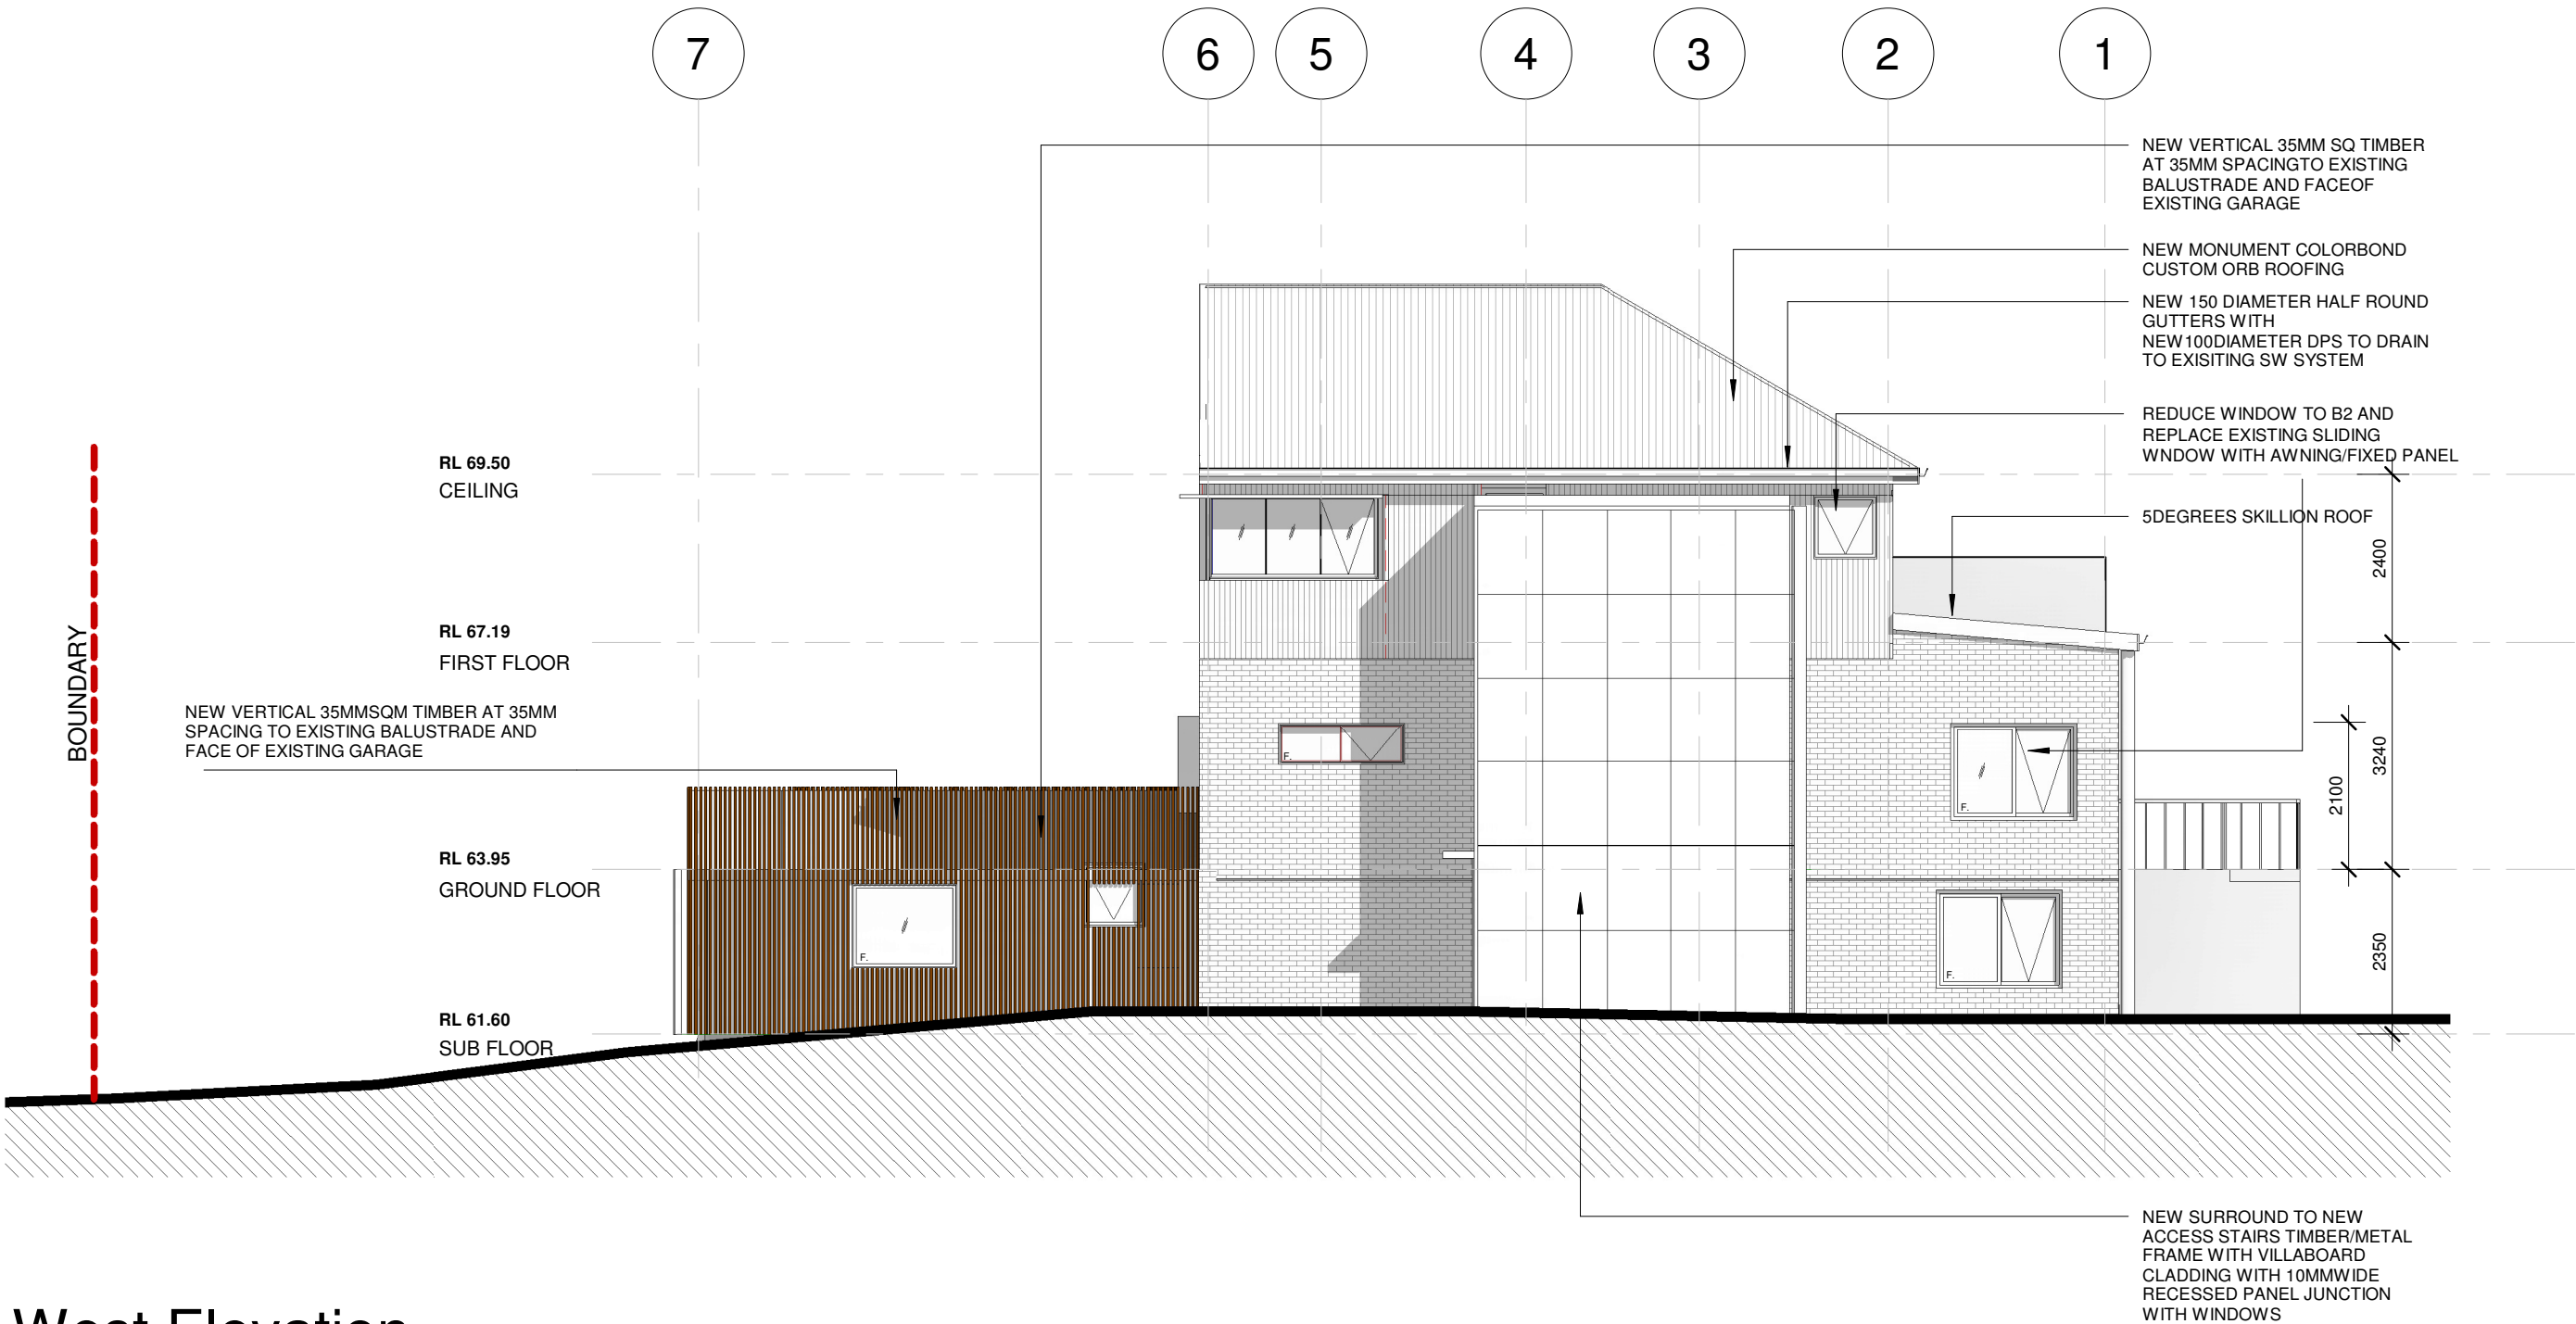 7
6
5
4
3
2
1
NEW VERTICAL 35MM SQ TIMBER
AT 35MM SPACINGTO EXISTING
BALUSTRADE AND FACEOF
EXISTING GARAGE
NEW MONUMENT COLORBOND
CUSTOM ORB ROOFING
NEW 150 DIAMETER HALF ROUND
GUTTERS WITH
NEW100DIAMETER DPS TO DRAIN
TO EXISITING SW SYSTEM
REDUCE WINDOW TO B2 AND
REPLACE EXISTING SLIDING
WNDOW WITH AWNING/FIXED PANEL
5DEGREES SKILLION ROOF
RL 69.50
CEILING
RL 67.19
FIRST FLOOR
BOUNDARY
NEW VERTICAL 35MMSQM TIMBER AT 35MM
SPACING TO EXISTING BALUSTRADE AND
FACE OF EXISTING GARAGE
RL 63.95
GROUND FLOOR
RL 61.60
SUB FLOOR
F.
F.
F.
F.
2400
3240
2100
2350
NEW SURROUND TO NEW
ACCESS STAIRS TIMBER/METAL
FRAME WITH VILLABOARD
CLADDING WITH 10MMWIDE
RECESSED PANEL JUNCTION
WITH WINDOWS
West Elevation